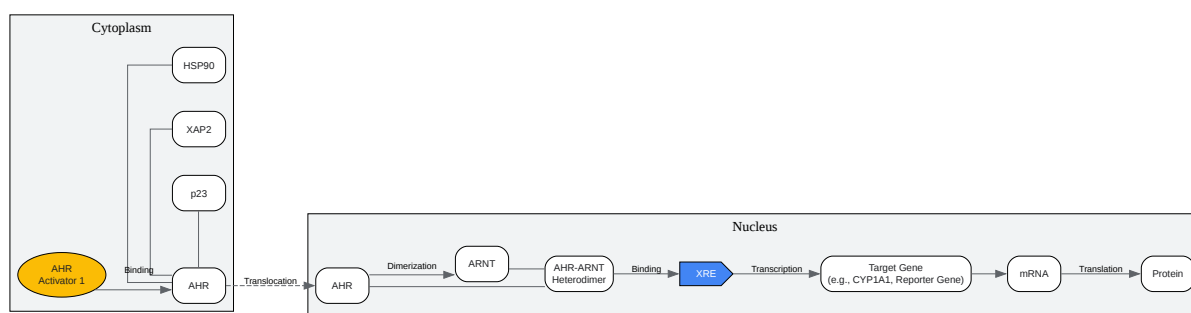 Cytoplasm
HSP90
XAP2
p23
AHR
Activator 1
Binding
AHR
Translocation
Nucleus
AHR
Dimerization
ARNT
AHR-ARNT
Heterodimer
Binding
XRE
Transcription
Target Gene
(e.g., CYP1A1, Reporter Gene)
mRNA
Translation
Protein